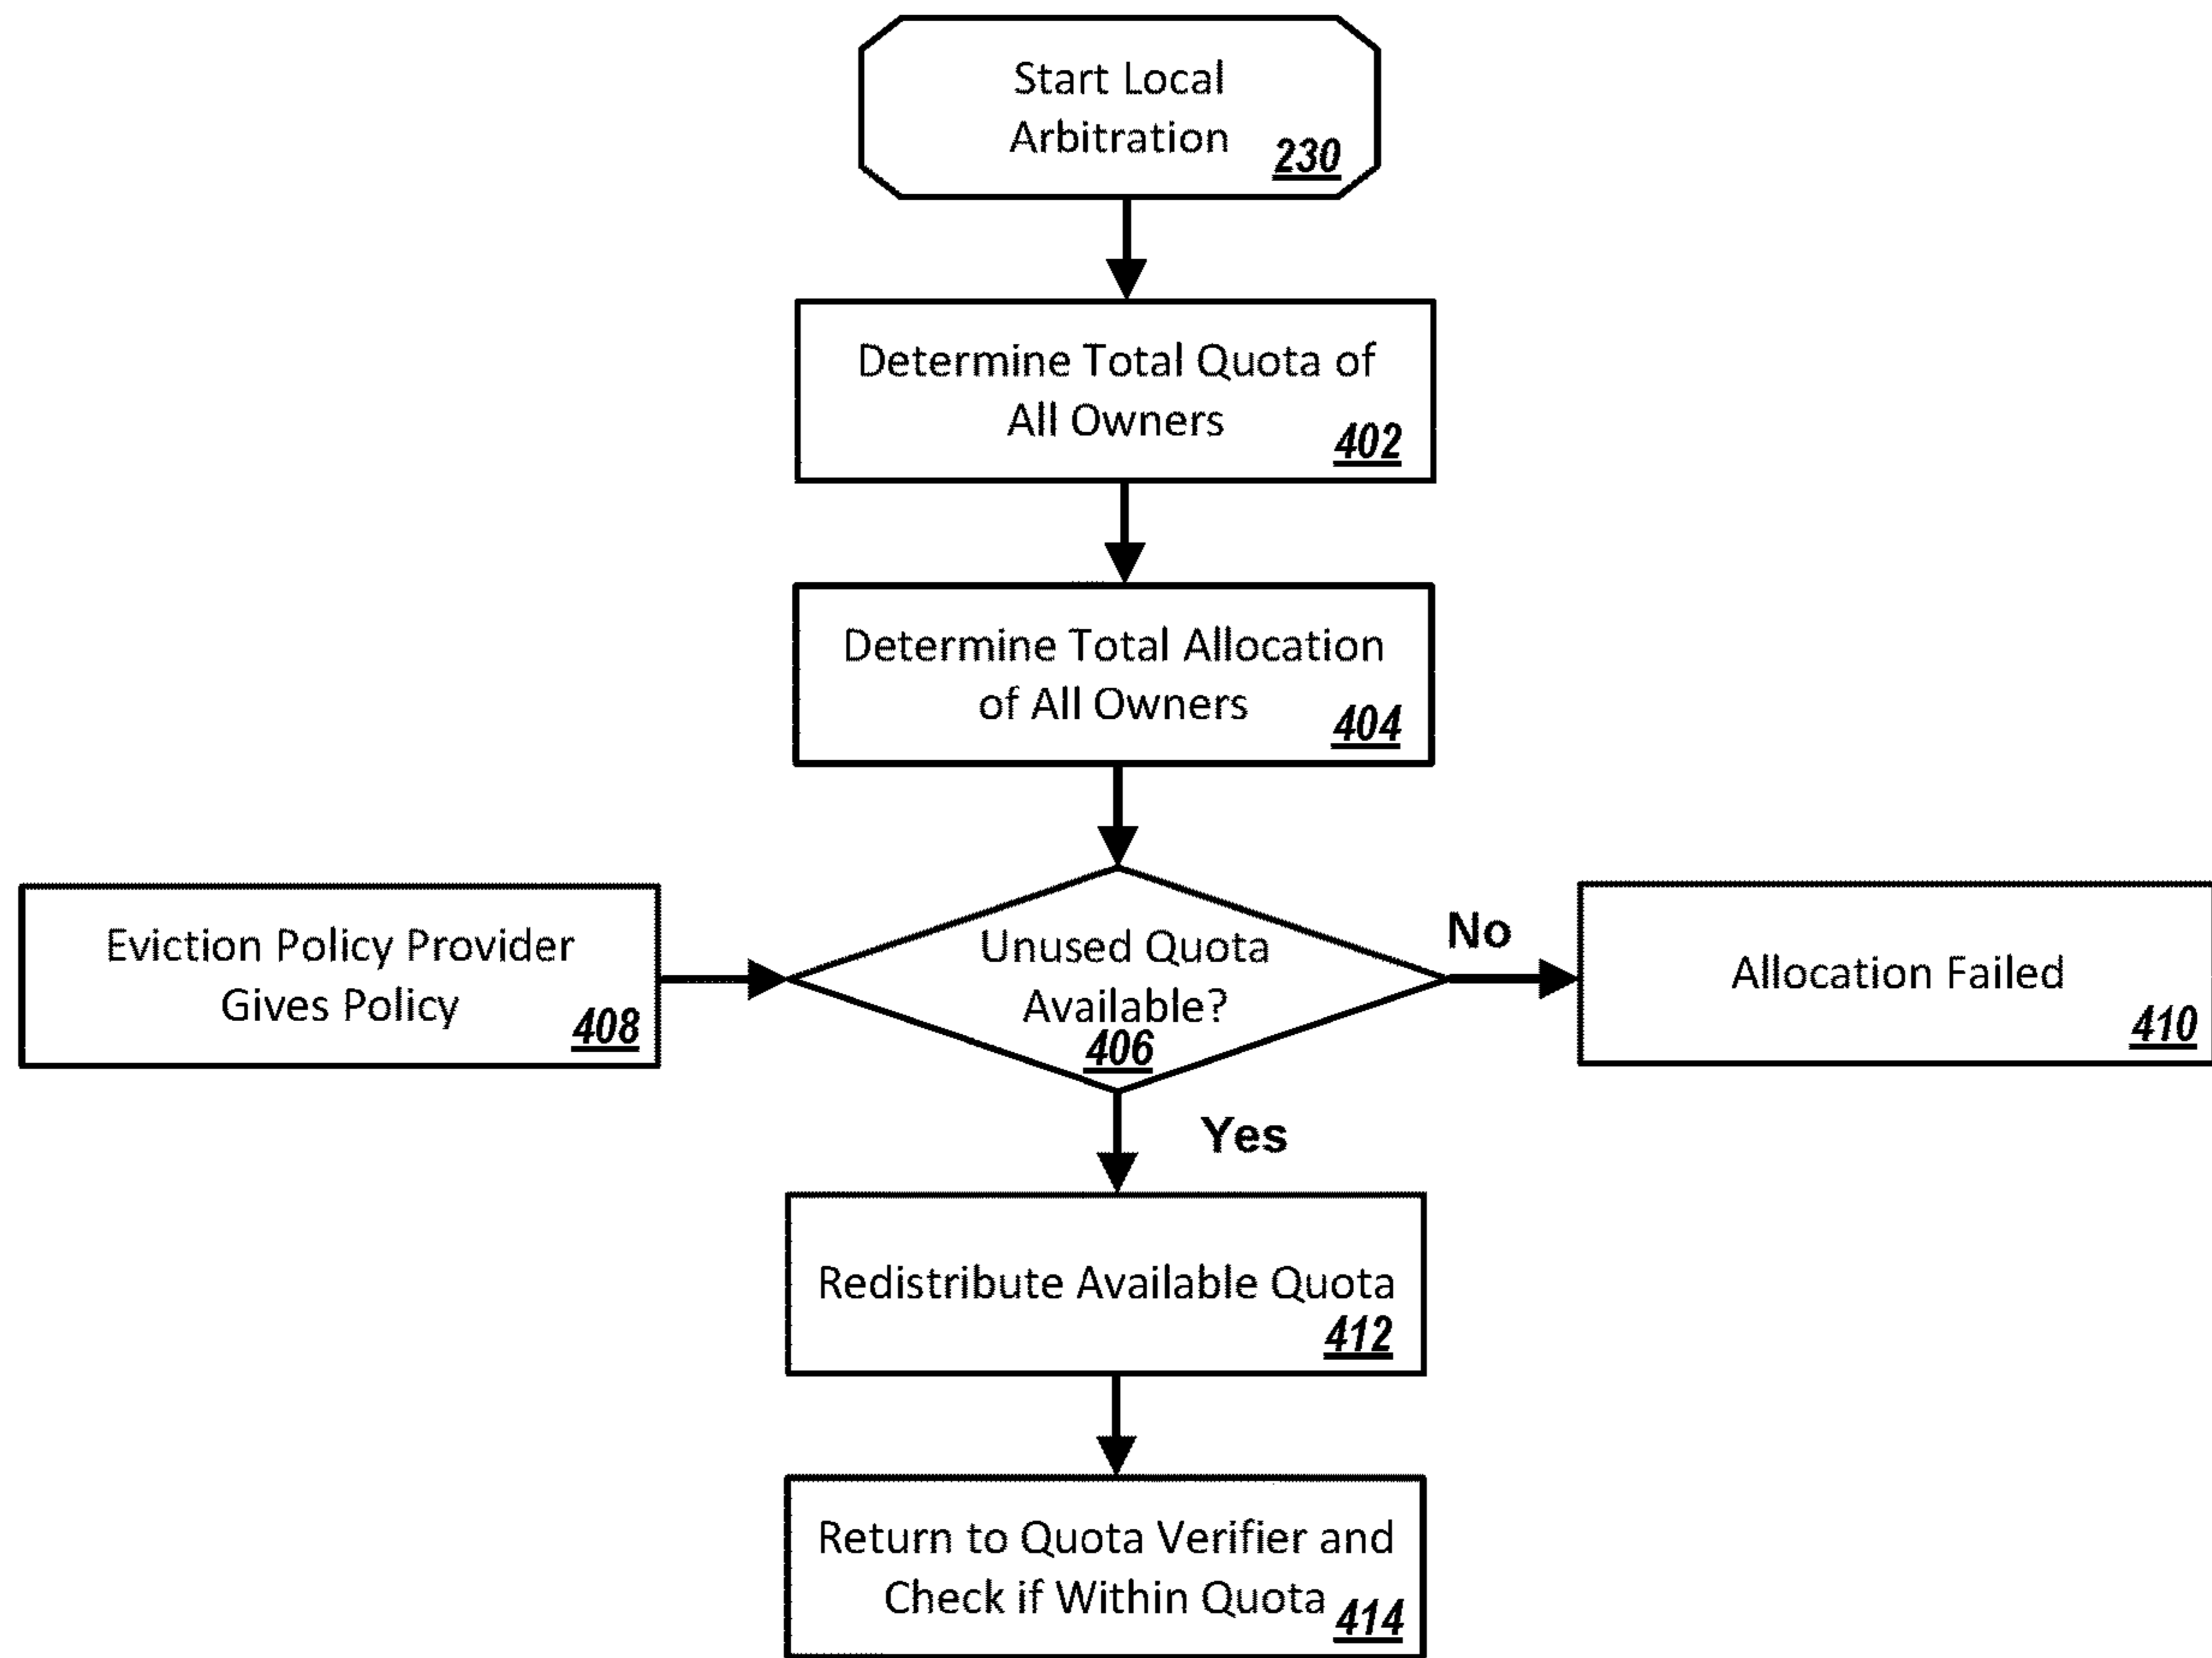 Start Local
Arbitration
230
Determine Total Quota of
All Owners
402
Determine Total Allocation
of All Owners
404
Eviction Policy Provider
Gives Policy
408
Unused Quota
Available?
406
No
Allocation Failed
410
Yes
Redistribute Available Quota
412
Return to Quota Verifier and
Check if Within Quota
414